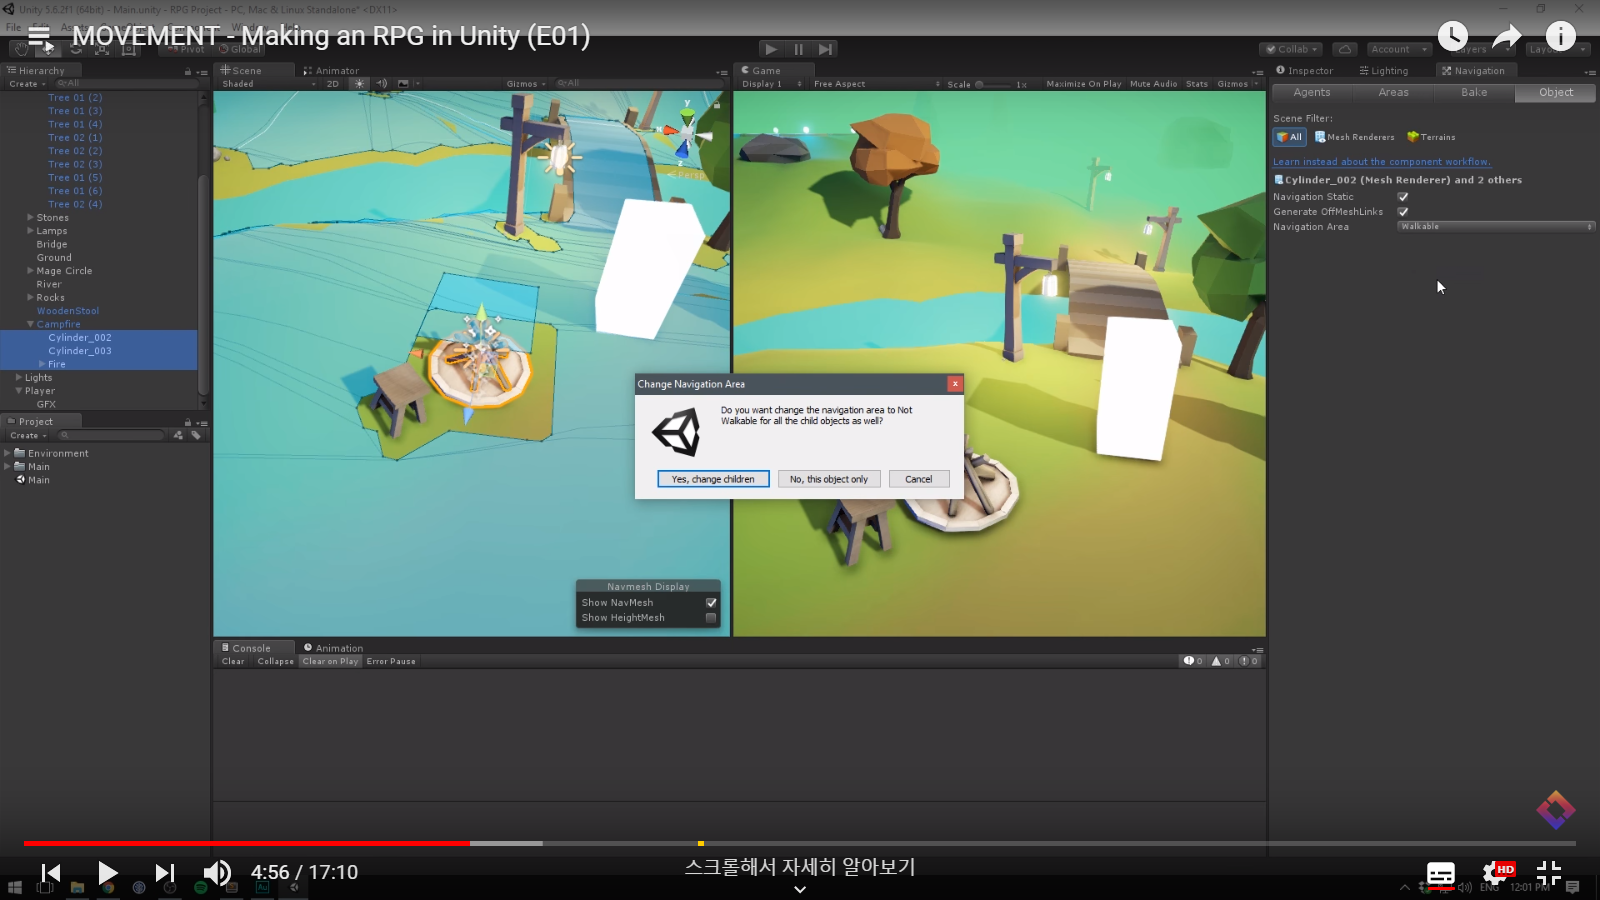 Unity 5.6.2f1 (64bit) - Main.unity - RPG Project - PC, Mac & Linux Standalone* <DX11>
MOVEMENT - Making an RPG in Unity (E01)
File
Pivot
Global
Collab
Account
Layers
Hierarchy
Create
All
Tree 01 (2)
Tree 01 (3)
Tree 01 (4)
Tree 02 (1)
Tree 02 (2)
Tree 02 (3)
Tree 01 (5)
Tree 01 (6)
Tree 02 (4)
Stones
Lamps
Bridge
Ground
Mage Circle
River
Rocks
WoodenStool
Campfire
Cylinder_002
Cylinder_003
Fire
Lights
Player
GFX
Project
Create
Environment
Main
Main
Scene
Animator
Shaded
2D
Gizmos
All
y
z
Persp
Navmesh Display
Show NavMesh
Show HeightMesh
Game
Display 1
Free Aspect
Scale
1x
Maximize On Play
Mute Audio
Stats
Gizmos
Change Navigation Area
x
Do you want change the navigation area to Not
Walkable for all the child objects as well?
Yes, change children
No, this object only
Cancel
Console
Animation
Clear
Collapse
Clear on Play
Error Pause
0
0
0
Inspector
Lighting
Navigation
Agents
Areas
Bake
Object
Scene Filter:
All
Mesh Renderers
Terrains
Learn instead about the component workflow.
Cylinder_002 (Mesh Renderer) and 2 others
Navigation Static
Generate OffMeshLinks
Navigation Area
Walkable
4:56 / 17:10
스크롤해서 자세히 알아보기
HD
Au
ENG
12:01 PM